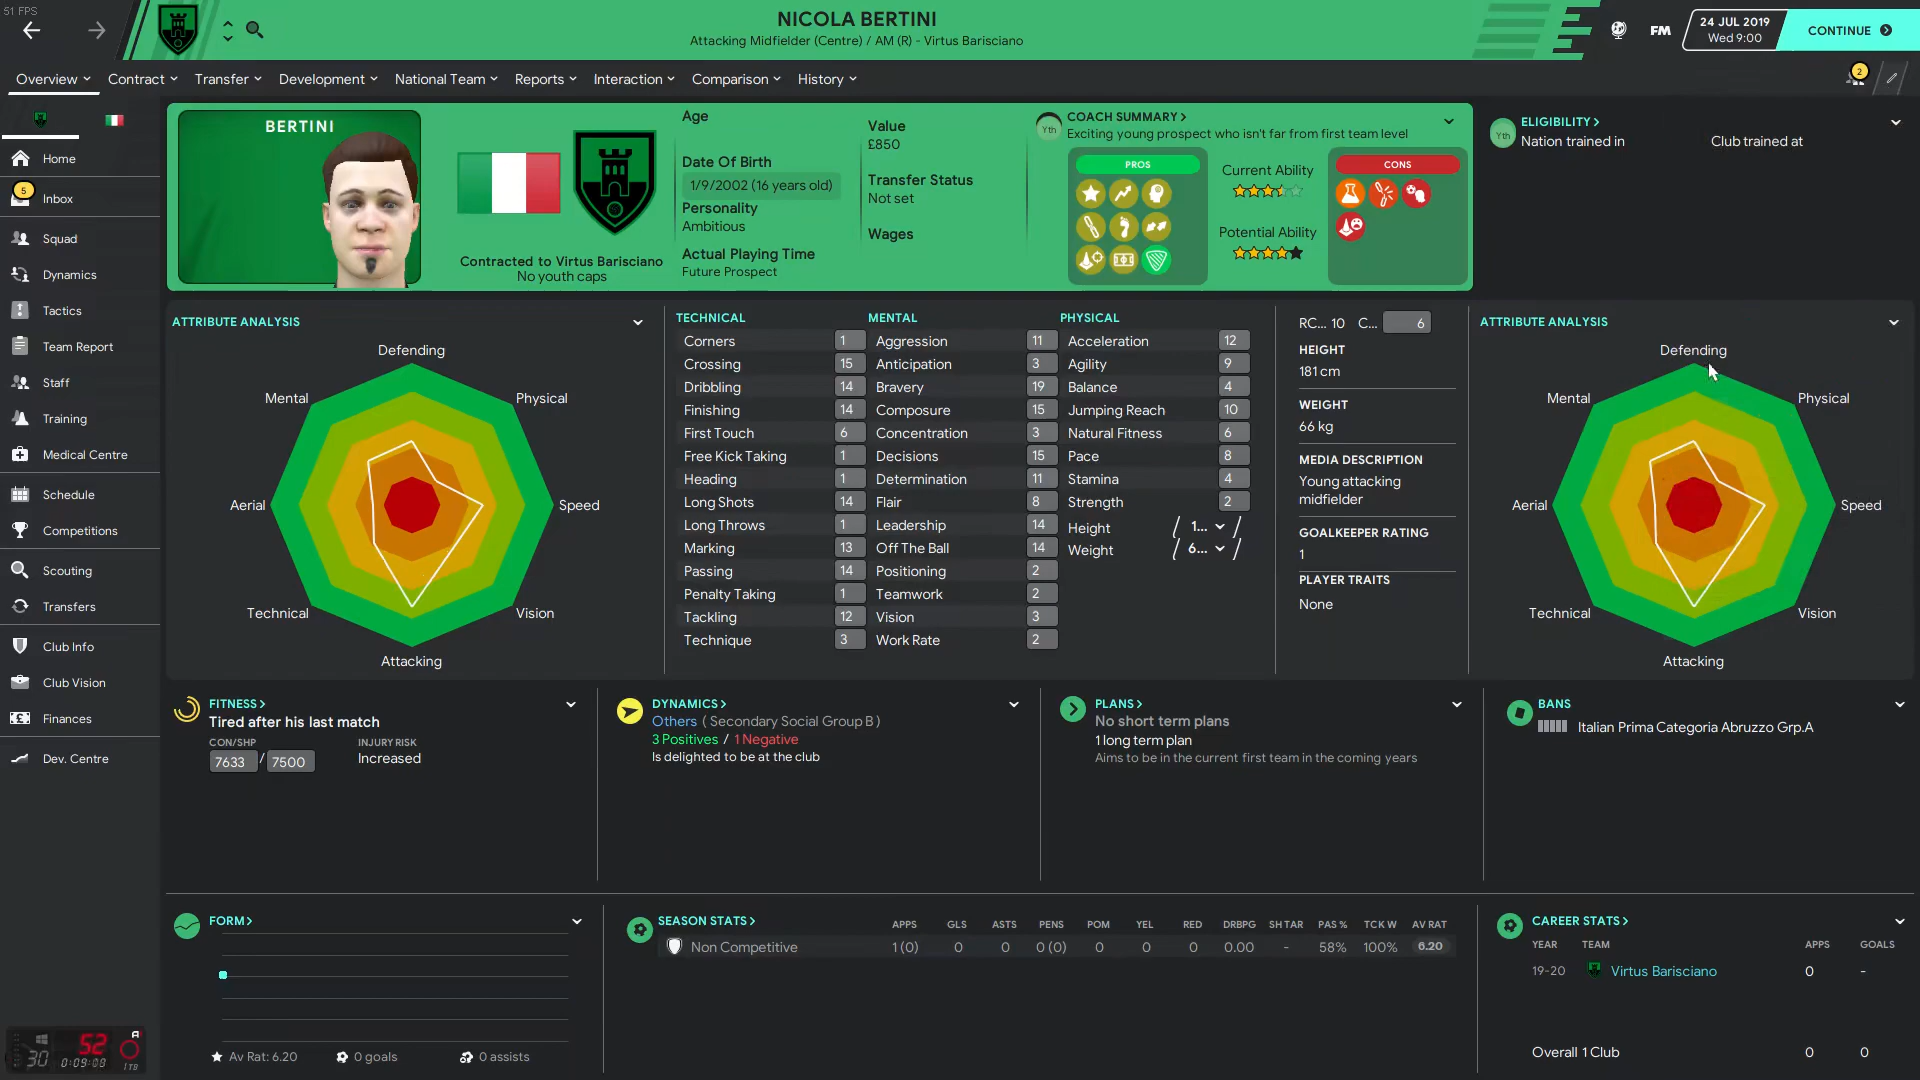 51 FPS
NICOLA BERTINI
Attacking Midfielder (Centre) / AM (R) - Virtus Barisciano
FM
24 JUL 2019
Wed 9:00
CONTINUE
Overview
Contract
Transfer
Development
National Team
Reports
Interaction
Comparison
History
2
Home
5
Inbox
Squad
Dynamics
Tactics
Team Report
Staff
Training
Medical Centre
Schedule
Competitions
Scouting
Transfers
Club Info
Club Vision
Finances
Dev. Centre
BERTINI
Contracted to Virtus Barisciano
No youth caps
Age
Date Of Birth
1/9/2002 (16 years old)
Personality
Ambitious
Actual Playing Time
Future Prospect
Value
£850
Transfer Status
Not set
Wages
Yth
COACH SUMMARY >
Exciting young prospect who isn't far from first team level
PROS
Current Ability
Potential Ability
CONS
Yth
ELIGIBILITY >
Nation trained in
Club trained at
ATTRIBUTE ANALYSIS
Defending
Mental
Physical
Aerial
Speed
Technical
Vision
Attacking
TECHNICAL
Corners 1
Crossing 15
Dribbling 14
Finishing 14
First Touch 6
Free Kick Taking 1
Heading 1
Long Shots 14
Long Throws 1
Marking 13
Passing 14
Penalty Taking 1
Tackling 12
Technique 3
MENTAL
Aggression 11
Anticipation 3
Bravery 19
Composure 15
Concentration 3
Decisions 15
Determination 11
Flair 8
Leadership 14
Off The Ball 14
Positioning 2
Teamwork 2
Vision 3
Work Rate 2
PHYSICAL
Acceleration 12
Agility 9
Balance 4
Jumping Reach 10
Natural Fitness 6
Pace 8
Stamina 4
Strength 2
Height 1...
Weight 6...
RC... 10 C... 6
HEIGHT
181 cm
WEIGHT
66 kg
MEDIA DESCRIPTION
Young attacking
midfielder
GOALKEEPER RATING
1
PLAYER TRAITS
None
ATTRIBUTE ANALYSIS
Defending
Mental
Physical
Aerial
Speed
Technical
Vision
Attacking
FITNESS >
Tired after his last match
CON/SHP
7633 / 7500
INJURY RISK
Increased
DYNAMICS >
Others ( Secondary Social Group B )
3 Positives / 1 Negative
Is delighted to be at the club
PLANS >
No short term plans
1 long term plan
Aims to be in the current first team in the coming years
BANS
Italian Prima Categoria Abruzzo Grp.A
FORM >
Av Rat: 6.20
0 goals
0 assists
SEASON STATS >
APPS GLS ASTS PENS POM YEL RED DRBPG SH TAR PAS % TCK W AV RAT
Non Competitive 1 (0) 0 0 0 (0) 0 0 0 0.00 - 58% 100% 6.20
CAREER STATS >
YEAR TEAM APPS GOALS
19-20 Virtus Barisciano 0 -
Overall 1 Club 0 0
52
30
0:09:00
A
1TB